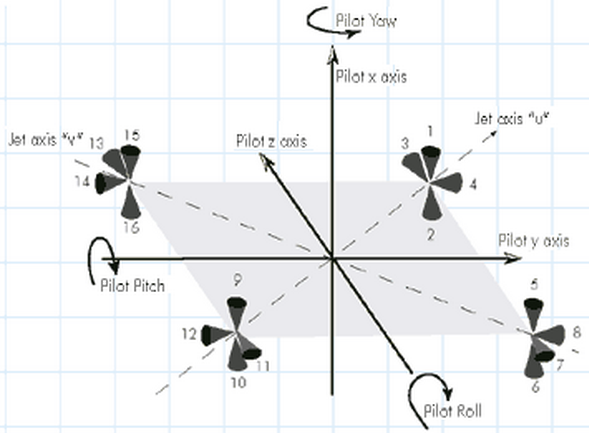 Pilot Yaw
Pilot x axis
Jet axis "u"
Jet axis "v"
13
15
14
16
Pilot z axis
3
1
4
2
Pilot y axis
Pilot Pitch
9
12
11
10
5
8
7
6
Pilot Roll